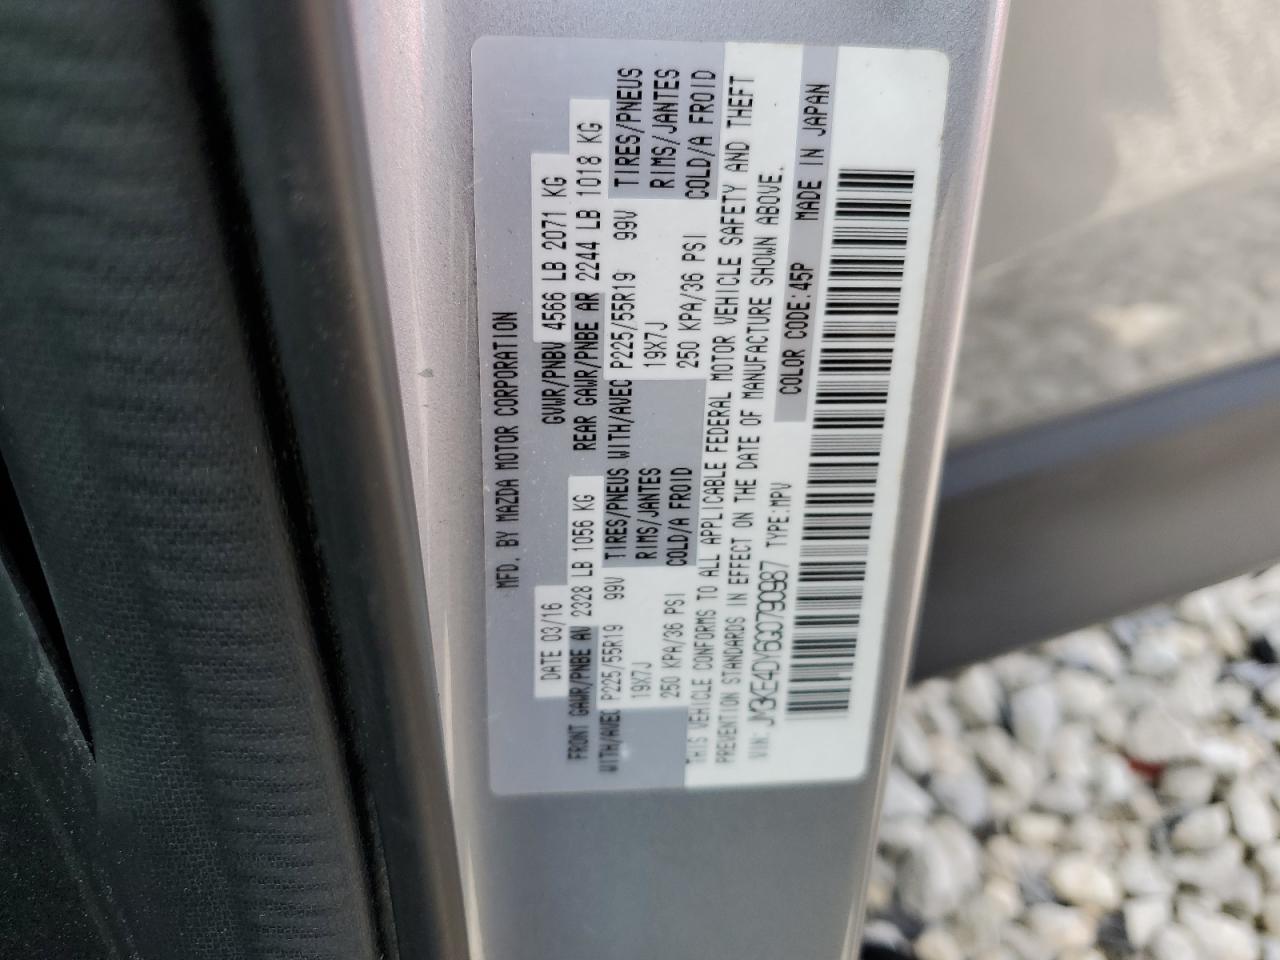 MFD. BY MAZDA MOTOR CORPORATION
DATE 03/16 GVWR/PNBV 4566 LB 2071 KG
FRONT GAWR/PNBE AV 2328 LB 1056 KG REAR GAWR/PNBE AR 2244 LB 1018 KG
WITH/AVEC P225/55R19 99V TIRES/PNEUS WITH/AVEC P225/55R19 99V TIRES/PNEUS
19X7J RIMS/JANTES 19X7J RIMS/JANTES
250 KPA/36 PSI COLD/A FROID 250 KPA/36 PSI COLD/A FROID
THIS VEHICLE CONFORMS TO ALL APPLICABLE FEDERAL MOTOR VEHICLE SAFETY AND THEFT
PREVENTION STANDARDS IN EFFECT ON THE DATE OF MANUFACTURE SHOWN ABOVE.
VIN: JM3KE4DY6G0790987 TYPE:MPV
COLOR CODE:45P MADE IN JAPAN